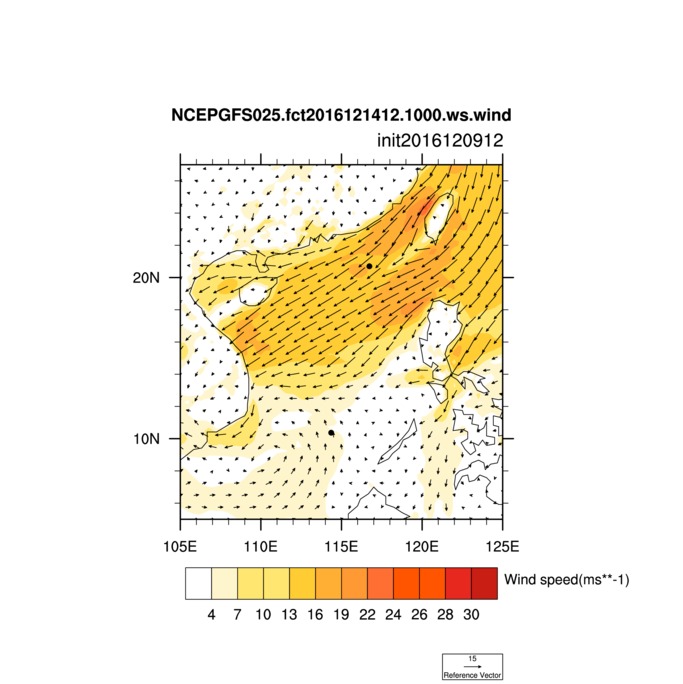 NCEPGFS025.fct2016121412.1000.ws.wind
init2016120912
20N
10N
105E 110E 115E 120E 125E
Wind speed(ms**-1)
4 7 10 13 16 19 22 24 26 28 30
15
Reference Vector